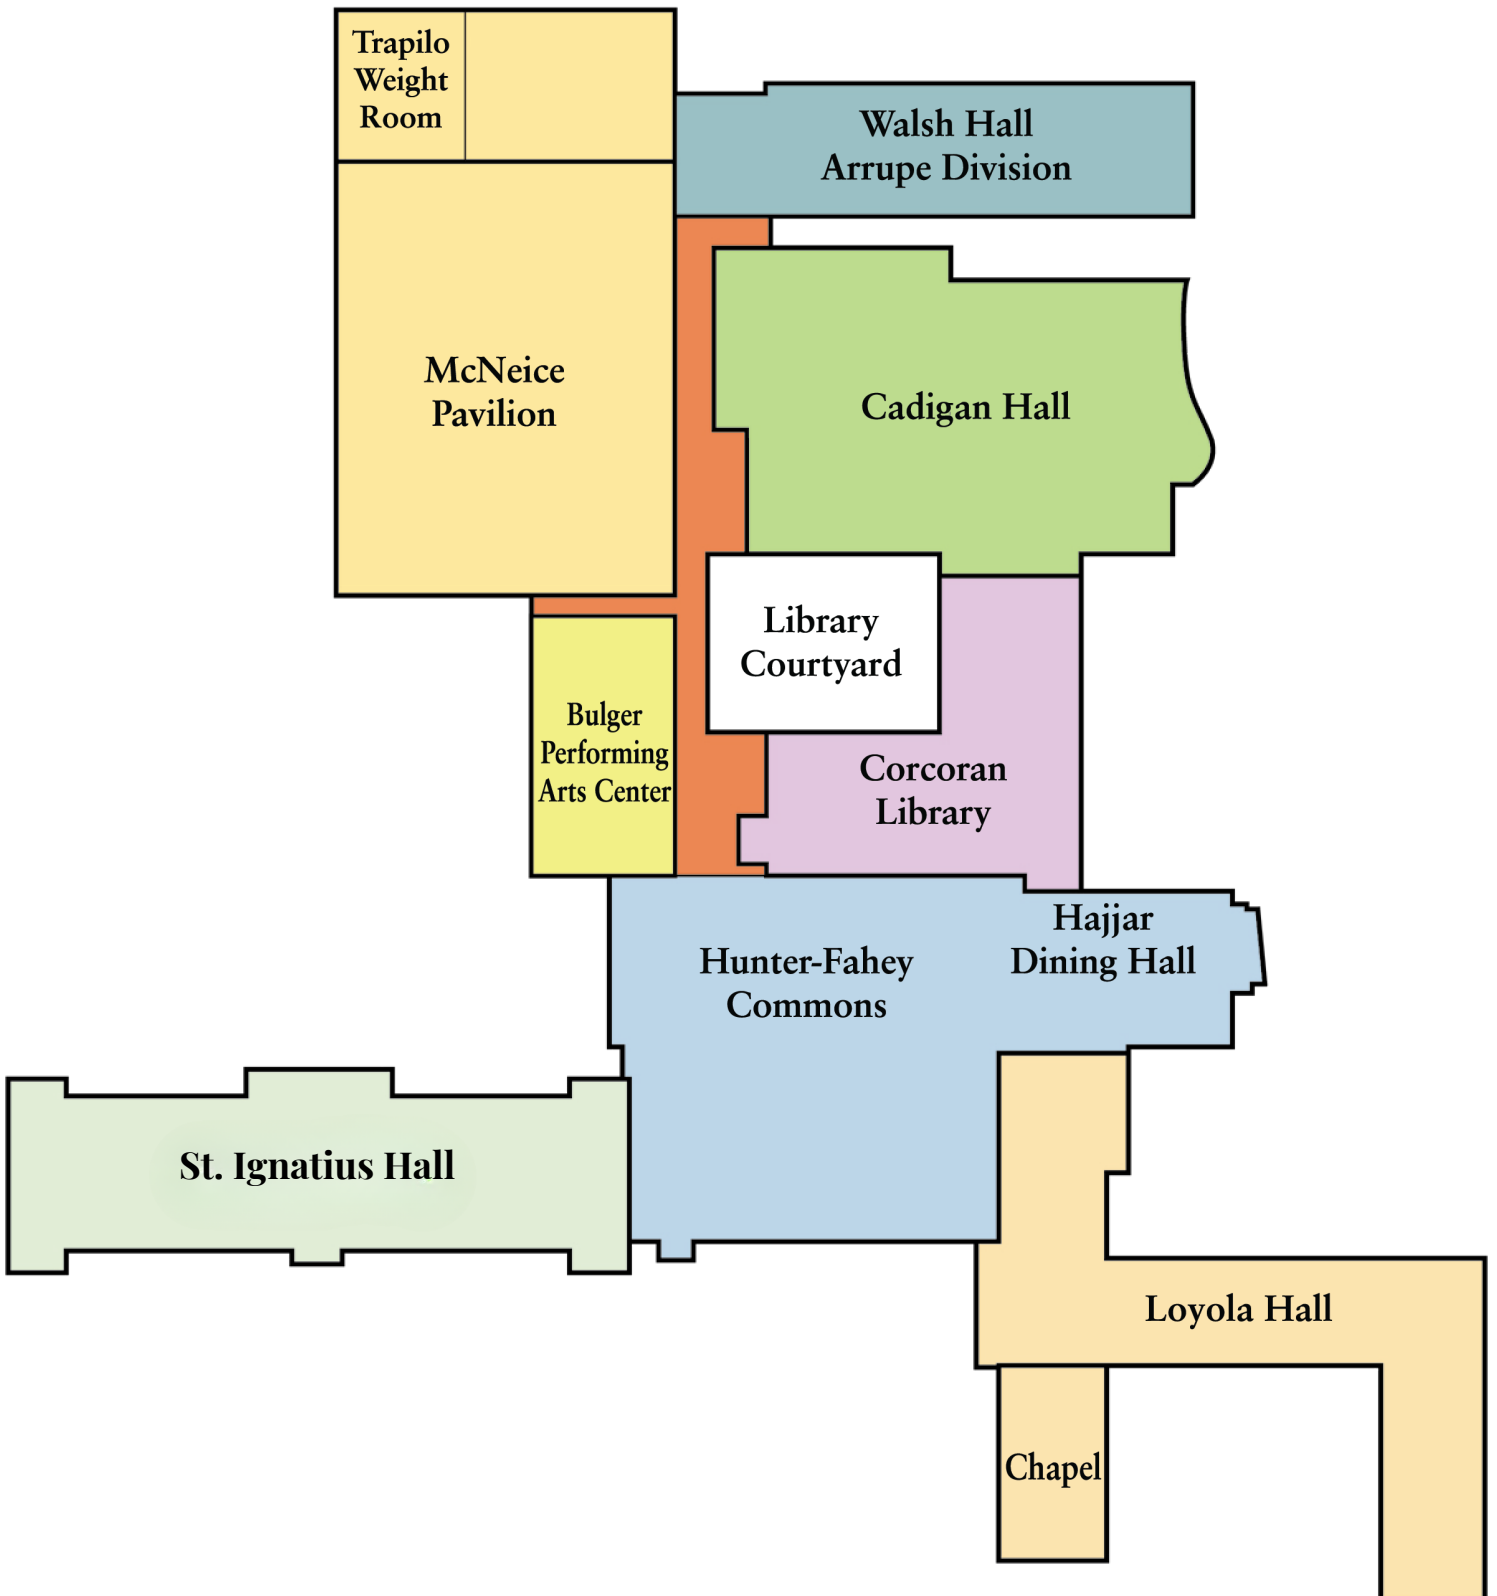 Trapilo
Weight
Room
Walsh Hall
Arrupe Division
McNeice
Pavilion
Cadigan Hall
Library
Courtyard
Bulger
Performing
Arts Center
Corcoran
Library
Hajjar
Dining Hall
Hunter-Fahey
Commons
St. Ignatius Hall
Loyola Hall
Chapel